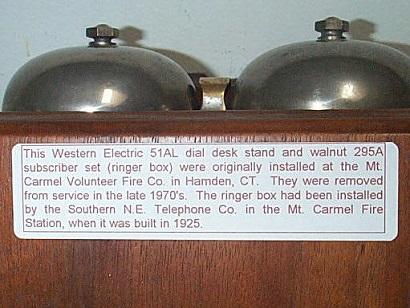 This Western Electric 51AL dial desk stand and walnut 295A
subscriber set (ringer box) were originally installed at the Mt.
Carmel Volunteer Fire Co. in Hamden, CT. They were removed
from service in the late 1970's. The ringer box had been installed
by the Southern N.E. Telephone Co. in the Mt. Carmel Fire
Station, when it was built in 1925.